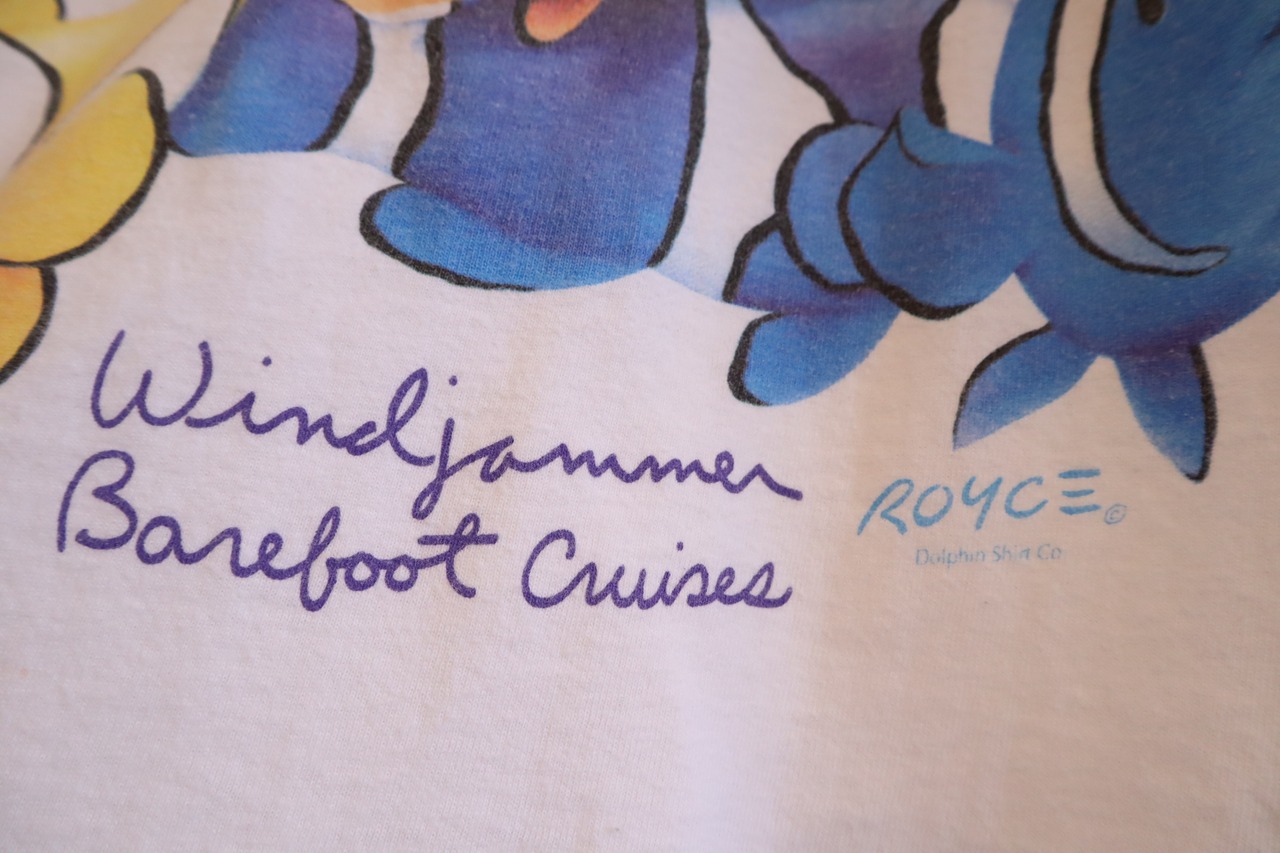 Windjammer
Barefoot Cruises
ROYCE ©
Dolphin Shirt Co